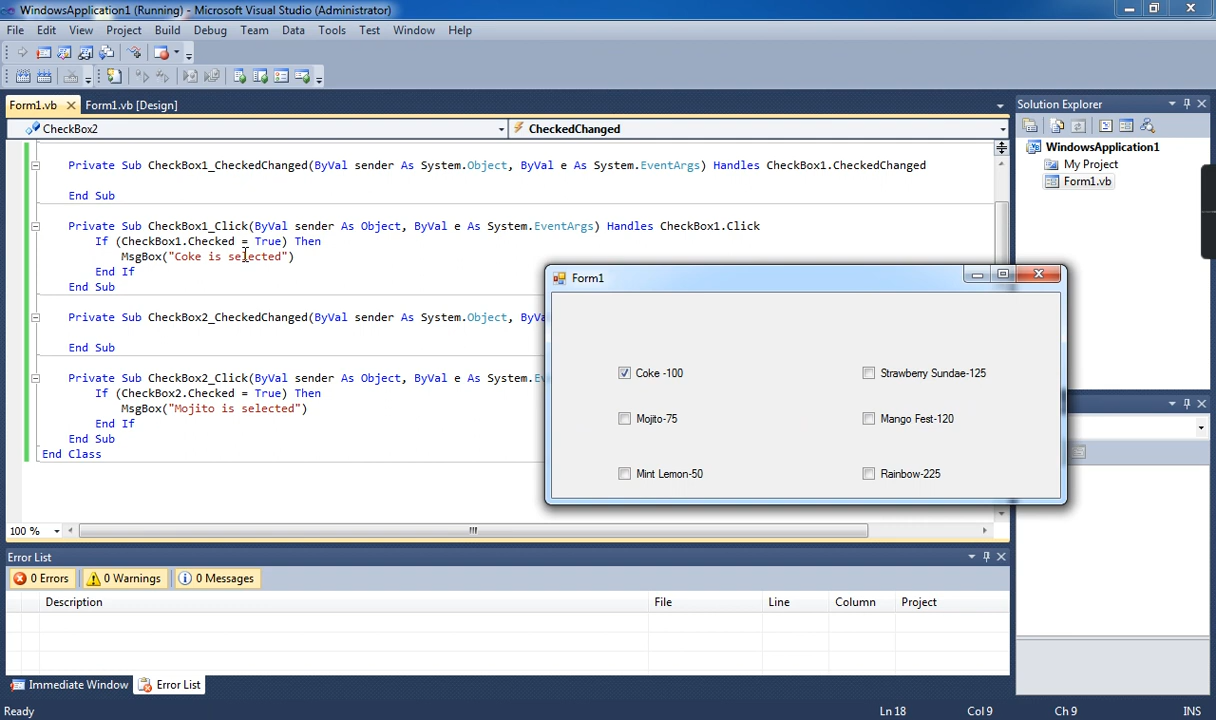 WindowsApplication1 (Running) - Microsoft Visual Studio (Administrator)
File Edit View Project Build Debug Team Data Tools Test Window Help
Form1.vb Form1.vb [Design]
CheckBox2 CheckedChanged
Private Sub CheckBox1_CheckedChanged(ByVal sender As System.Object, ByVal e As System.EventArgs) Handles CheckBox1.CheckedChanged
End Sub
Private Sub CheckBox1_Click(ByVal sender As Object, ByVal e As System.EventArgs) Handles CheckBox1.Click
If (CheckBox1.Checked = True) Then
MsgBox("Coke is selected")
End If
End Sub
Private Sub CheckBox2_CheckedChanged(ByVal sender As System.Object, ByVa
End Sub
Private Sub CheckBox2_Click(ByVal sender As Object, ByVal e As System.Ev
If (CheckBox2.Checked = True) Then
MsgBox("Mojito is selected")
End If
End Sub
End Class
100 %
Form1
Coke -100 Strawberry Sundae-125
Mojito-75 Mango Fest-120
Mint Lemon-50 Rainbow-225
Solution Explorer
WindowsApplication1
My Project
Form1.vb
Error List
0 Errors 0 Warnings 0 Messages
Description File Line Column Project
Immediate Window Error List
Ready Ln 18 Col 9 Ch 9 INS